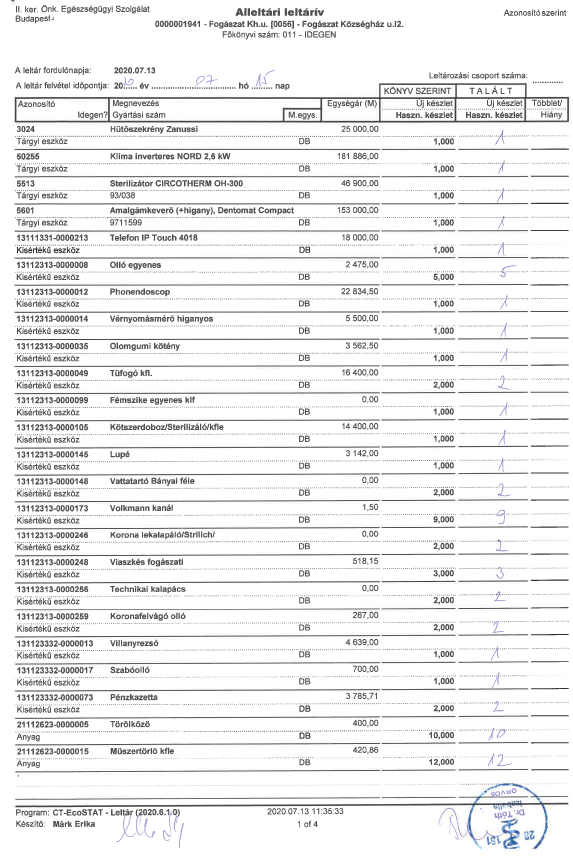 II. ker. Önk. Egészségügyi Szolgálat
Budapest
Alleltári leltárív
Azonosító szerint
0000001941 - Fogászat Kh.u. [0056] - Fogászat Községház u.I2.
Főkönyvi szám: 011 - IDEGEN
A leltár fordulónapja: 2020.07.13
Leltározási csoport száma: ............
A leltár felvétel időpontja: 2020 év 07 hó 15 nap
KÖNYV SZERINT TALÁLT
Azonosító Megnevezés Egységár (M) Új készlet Új készlet Többlet/
Idegen? Gyártási szám M.egys. Haszn. készlet Haszn. készlet Hiány
3024 Hűtőszekrény Zanussi 25 000,00
Tárgyi eszköz DB 1,000 1
50255 Klíma inverteres NORD 2,6 kW 181 886,00
Tárgyi eszköz DB 1,000 1
5513 Sterilizátor CIRCOTHERM OH-300 46 900,00
Tárgyi eszköz 93/038 DB 1,000 1
5601 Amalgámkeverő (+higany), Dentomat Compact 153 000,00
Tárgyi eszköz 9711599 DB 1,000 1
13111331-0000213 Telefon IP Touch 4018 18 000,00
Kisértékű eszköz DB 1,000 1
13112313-0000008 Olló egyenes 2 475,00
Kisértékű eszköz DB 5,000 5
13112313-0000012 Phonendoscop 22 834,50
Kisértékű eszköz DB 1,000 1
13112313-0000014 Vérnyomásmérő higanyos 5 500,00
Kisértékű eszköz DB 1,000 1
13112313-0000035 Olomgumi kötény 3 562,50
Kisértékű eszköz DB 1,000 1
13112313-0000049 Tűfogó kfl. 16 400,00
Kisértékű eszköz DB 2,000 2
13112313-0000099 Fémszike egyenes klf 0,00
Kisértékű eszköz DB 1,000 1
13112313-0000105 Kötszerdoboz/Sterilizáló/kfle 14 400,00
Kisértékű eszköz DB 1,000 1
13112313-0000145 Lupé 3 142,00
Kisértékű eszköz DB 1,000 1
13112313-0000148 Vattatartó Bányai féle 0,00
Kisértékű eszköz DB 2,000 2
13112313-0000173 Volkmann kanál 1,50
Kisértékű eszköz DB 9,000 9
13112313-0000246 Korona lekalapáló/Strilich/ 0,00
Kisértékű eszköz DB 2,000 2
13112313-0000248 Viaszkés fogászati 518,15
Kisértékű eszköz DB 3,000 3
13112313-0000256 Technikai kalapács 0,00
Kisértékű eszköz DB 2,000 2
13112313-0000259 Koronafelvágó olló 267,00
Kisértékű eszköz DB 2,000 2
131123332-0000013 Villanyrezsó 4 639,00
Kisértékű eszköz DB 1,000 1
131123332-0000017 Szabóolló 700,00
Kisértékű eszköz DB 1,000 1
131123332-0000073 Pénzkazetta 3 785,71
Kisértékű eszköz DB 2,000 2
21112623-0000005 Törölköző 400,00
Anyag DB 10,000 10
21112623-0000015 Műszertörlő kfle 420,86
Anyag DB 12,000 12
Program: CT-EcoSTAT - Leltár (2020.6.1.0) 2020.07.13 11:35:33
Készítő: Márk Erika 1 of 4
Dr. Tóth
ORVOS